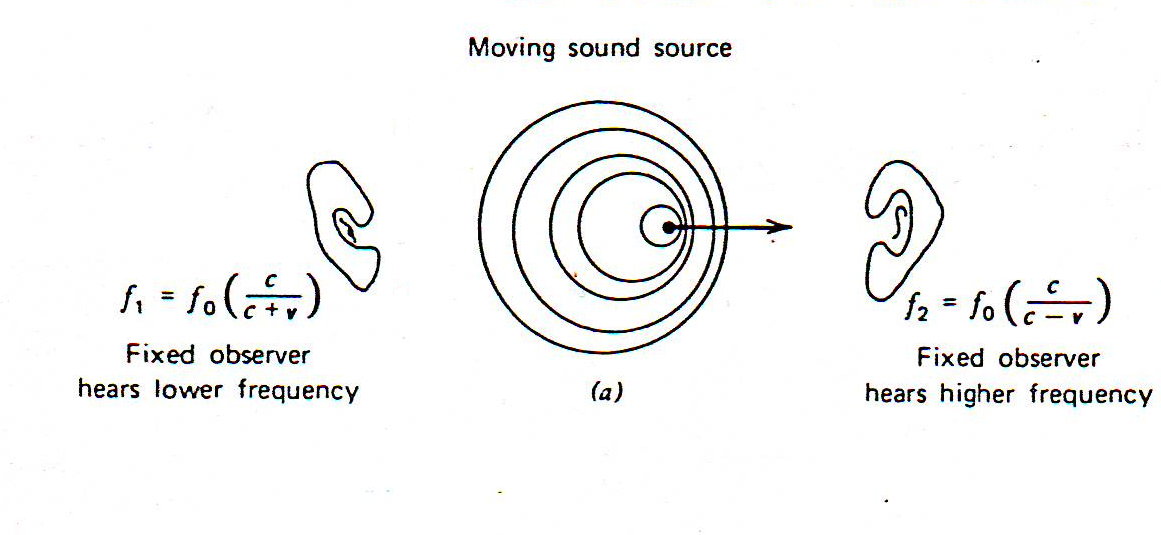 Moving sound source
f₁ = f₀ ( c / c + v )
Fixed observer
hears lower frequency
(a)
f₂ = f₀ ( c / c − v )
Fixed observer
hears higher frequency